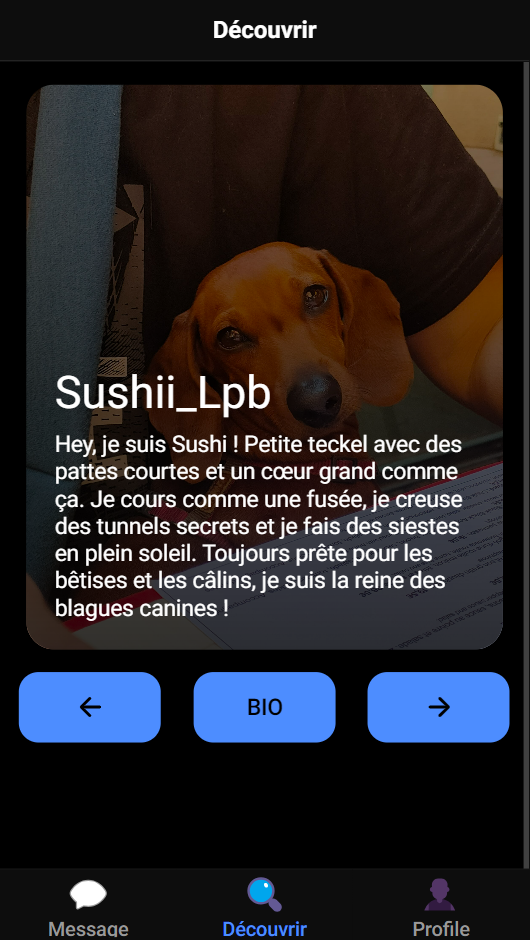 Découvrir
Sushii_Lpb
Hey, je suis Sushi ! Petite teckel avec des
pattes courtes et un cœur grand comme
ça. Je cours comme une fusée, je creuse
des tunnels secrets et je fais des siestes
en plein soleil. Toujours prête pour les
bêtises et les câlins, je suis la reine des
blagues canines !
BIO
Message
Découvrir
Profile